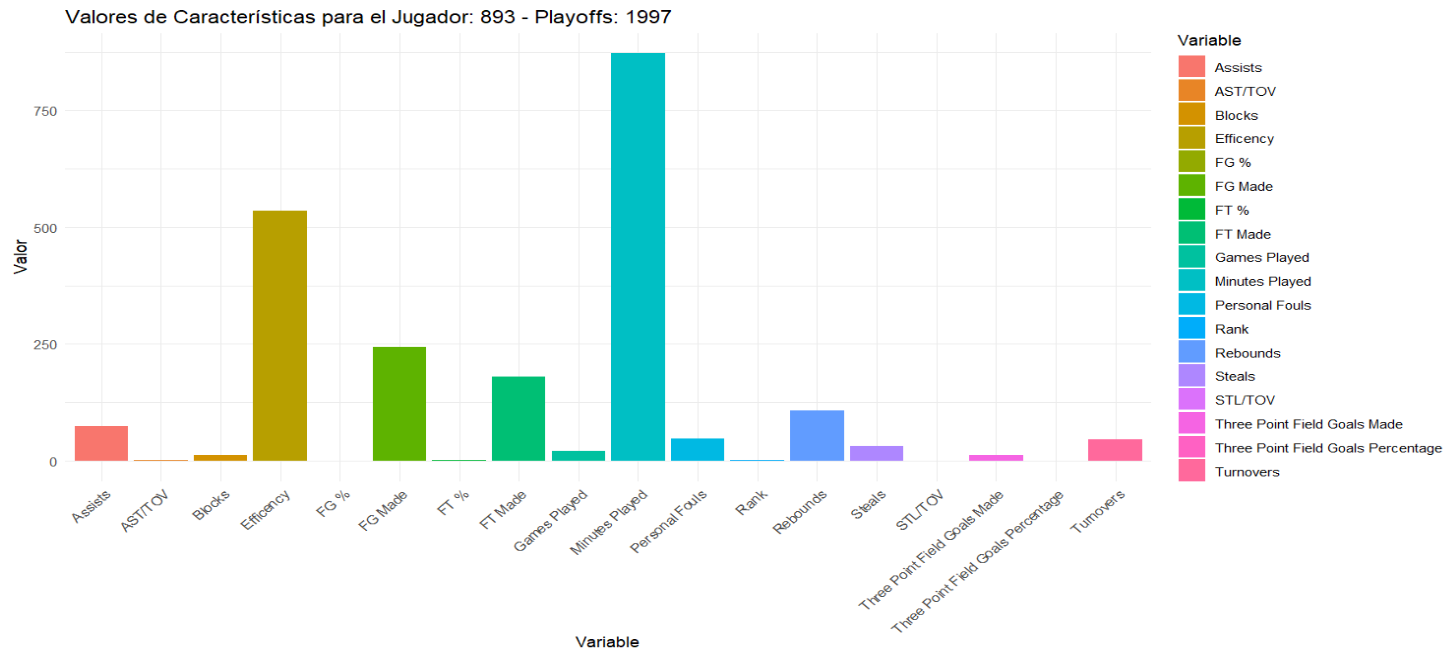 Valores de Características para el Jugador: 893 - Playoffs: 1997
Valor
750
500
250
0
Assists
AST/TOV
Blocks
Efficency
FG %
FG Made
FT %
FT Made
Games Played
Minutes Played
Personal Fouls
Rank
Rebounds
Steals
STL/TOV
Three Point Field Goals Made
Three Point Field Goals Percentage
Turnovers
Variable
Variable
Assists
AST/TOV
Blocks
Efficency
FG %
FG Made
FT %
FT Made
Games Played
Minutes Played
Personal Fouls
Rank
Rebounds
Steals
STL/TOV
Three Point Field Goals Made
Three Point Field Goals Percentage
Turnovers